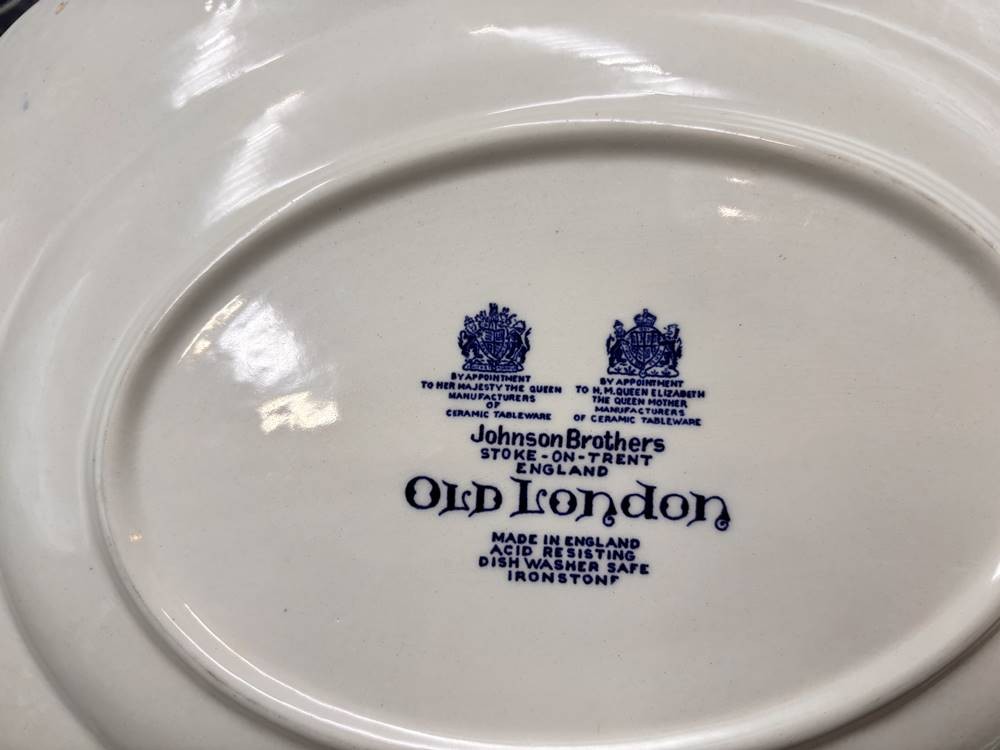 BY APPOINTMENT
TO HER MAJESTY THE QUEEN
MANUFACTURERS
OF
CERAMIC TABLEWARE
BY APPOINTMENT
TO H.M. QUEEN ELIZABETH
THE QUEEN MOTHER
MANUFACTURERS
OF CERAMIC TABLEWARE
Johnson Brothers
STOKE-ON-TRENT
ENGLAND
OLD London
MADE IN ENGLAND
ACID RESISTING
DISH WASHER SAFE
IRONSTONE